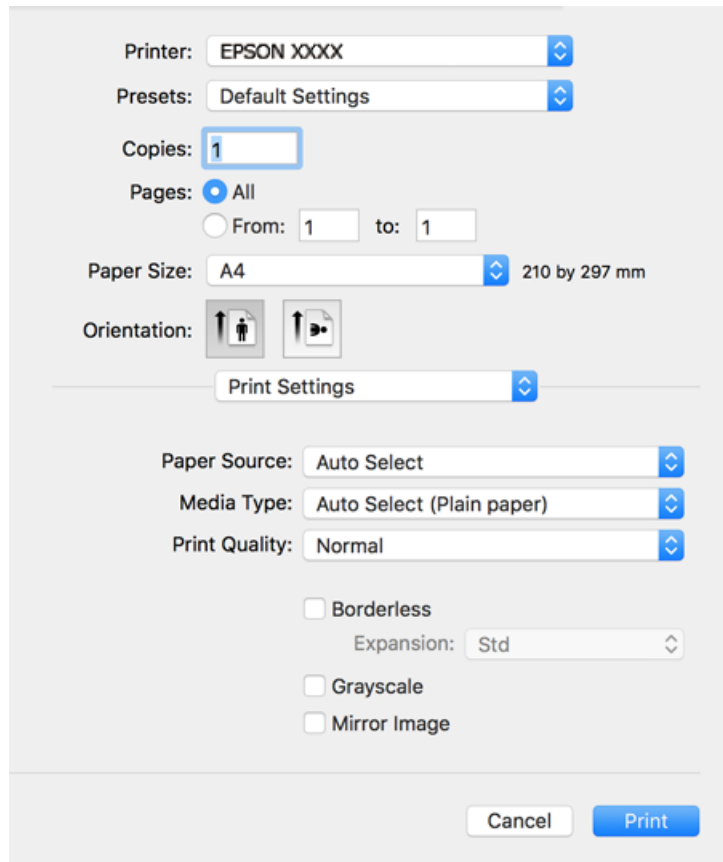 Printer: EPSON XXXX
Presets: Default Settings
Copies: 1
Pages: All
From: 1 to: 1
Paper Size: A4 210 by 297 mm
Orientation:
Print Settings
Paper Source: Auto Select
Media Type: Auto Select (Plain paper)
Print Quality: Normal
Borderless
Expansion: Std
Grayscale
Mirror Image
Cancel Print